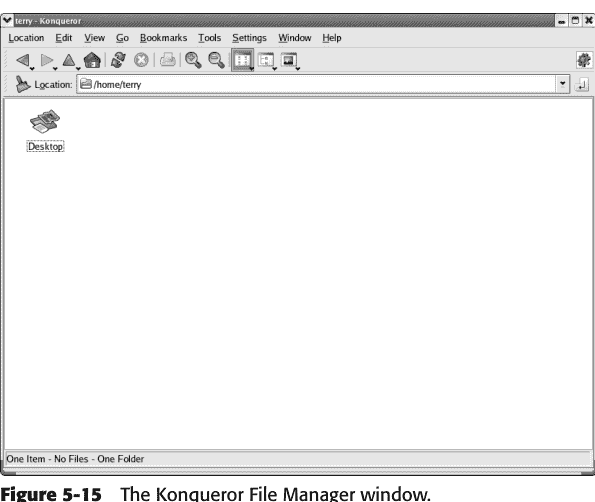 terry - Konqueror
Location Edit View Go Bookmarks Tools Settings Window Help
Location: /home/terry
Desktop
One Item - No Files - One Folder
Figure 5-15 The Konqueror File Manager window.